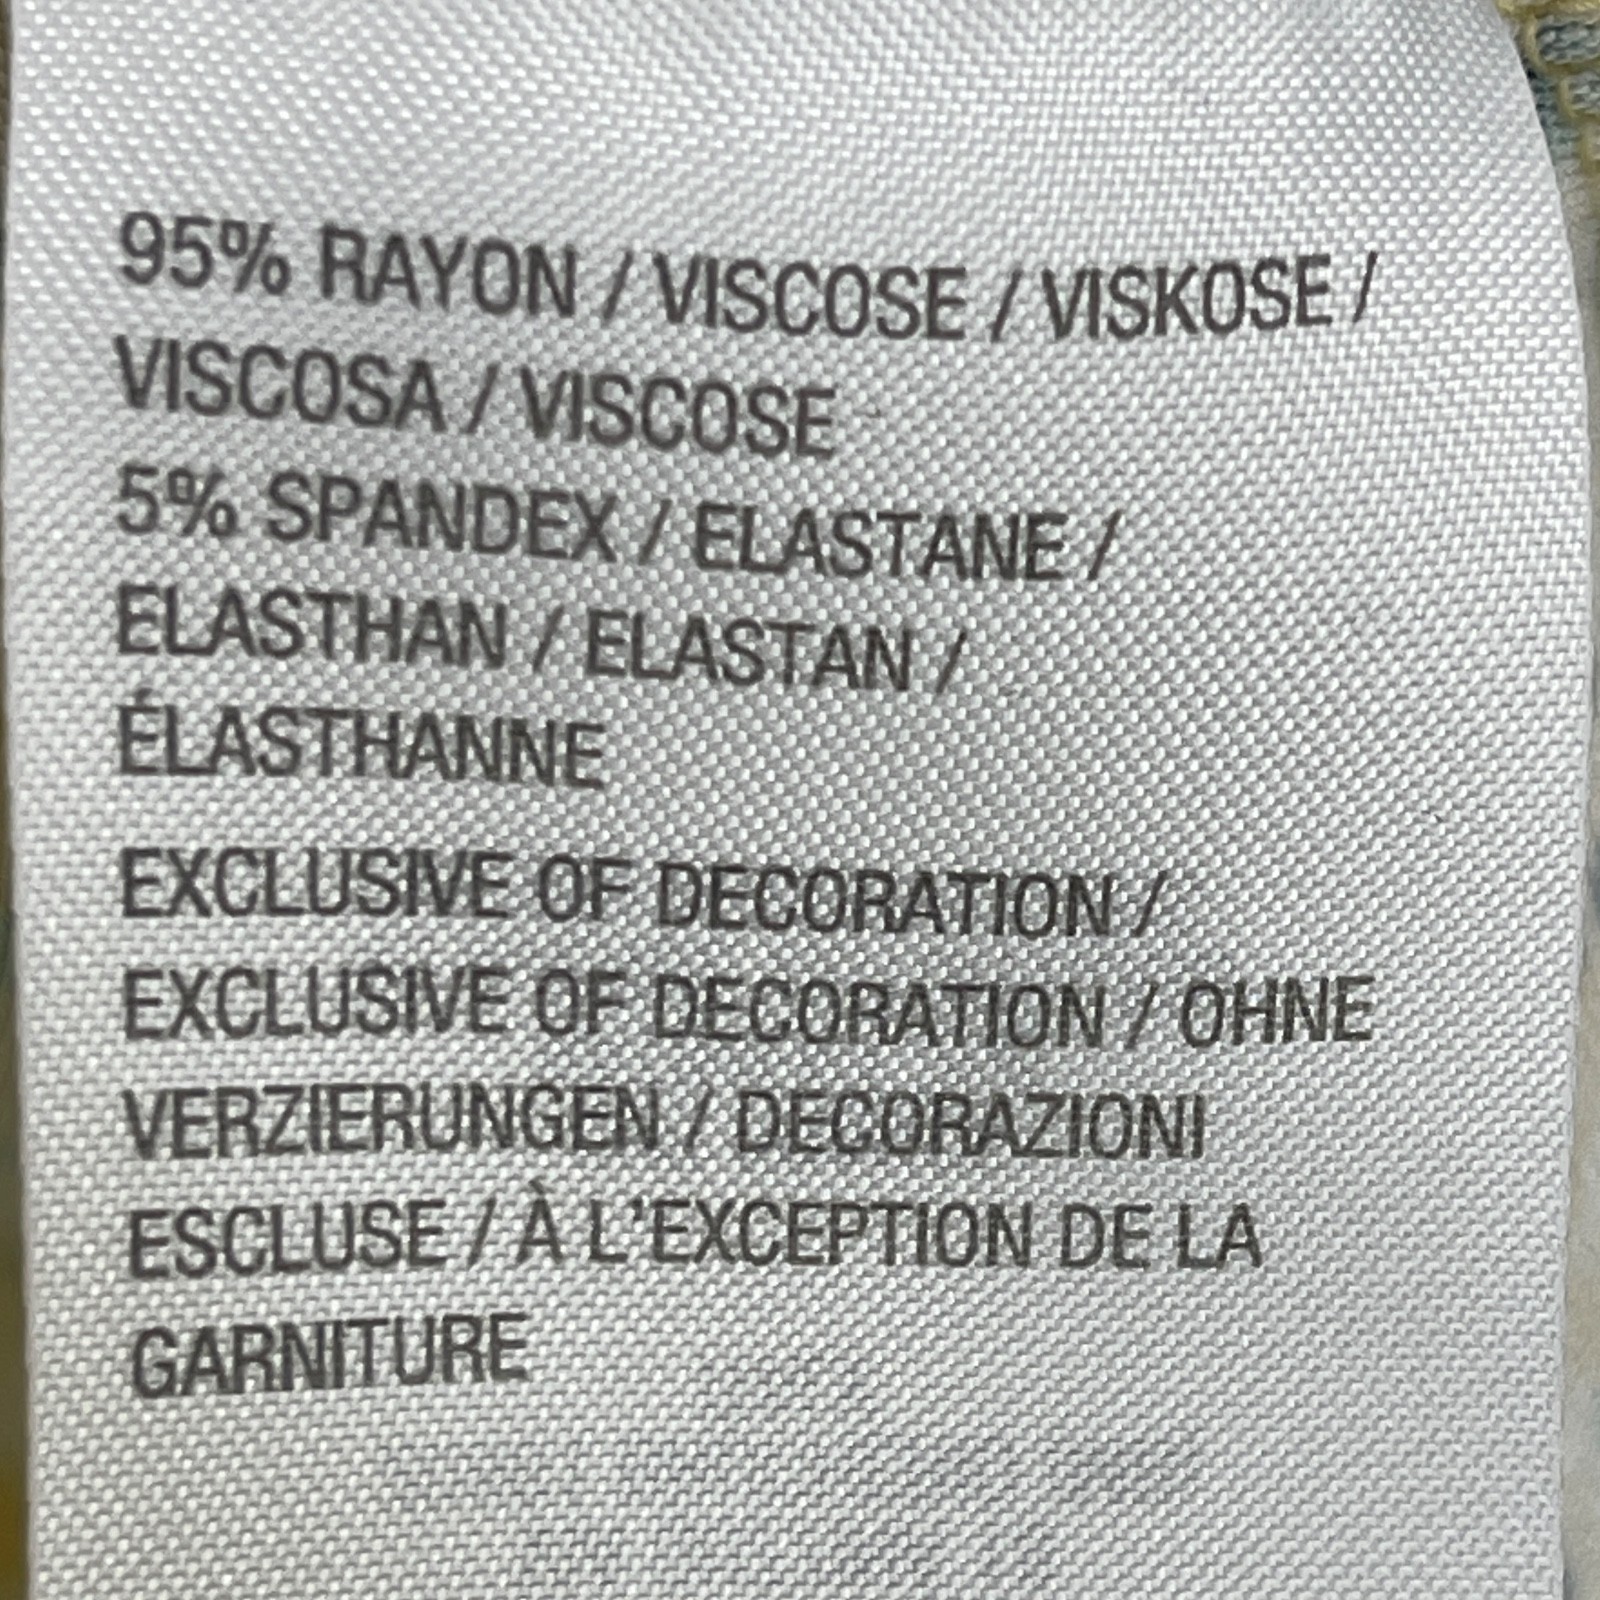 95% RAYON / VISCOSE / VISKOSE /
VISCOSA / VISCOSE
5% SPANDEX / ELASTANE /
ELASTHAN / ELASTAN /
ÉLASTHANNE
EXCLUSIVE OF DECORATION /
EXCLUSIVE OF DECORATION / OHNE
VERZIERUNGEN / DECORAZIONI
ESCLUSE / À L'EXCEPTION DE LA
GARNITURE